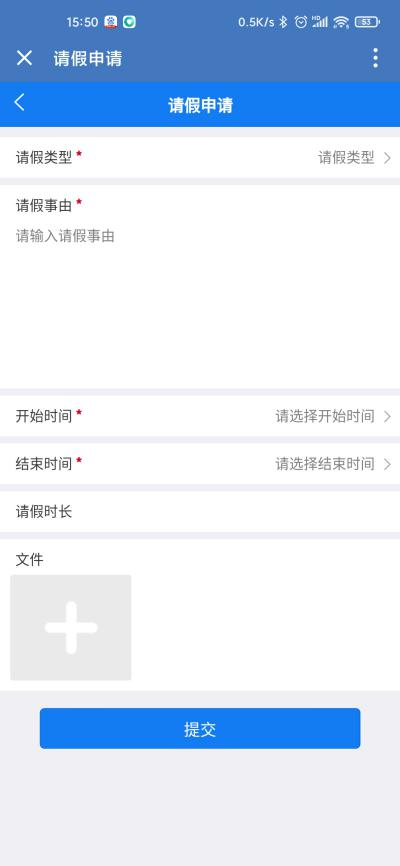 15:50 0.5K/s HD 53
请假申请
请假申请
请假类型 * 请假类型
请假事由 *
请输入请假事由
开始时间 * 请选择开始时间
结束时间 * 请选择结束时间
请假时长
文件
提交